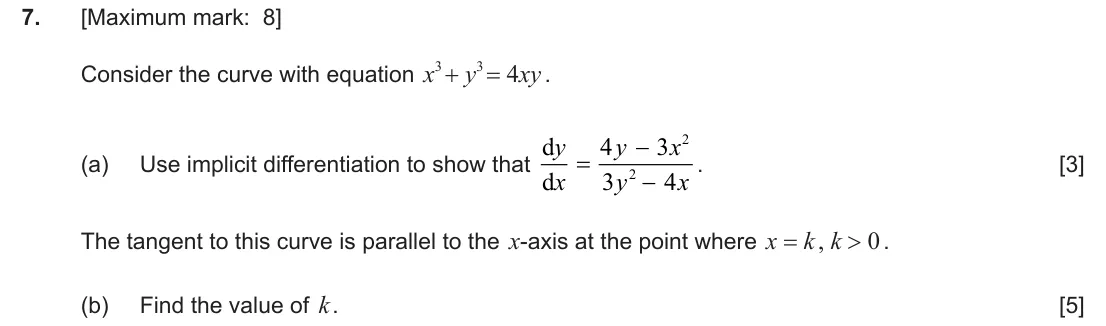 7. [Maximum mark: 8]
Consider the curve with equation x³ + y³ = 4xy.
(a) Use implicit differentiation to show that dy/dx = (4y − 3x²)/(3y² − 4x). [3]
The tangent to this curve is parallel to the x-axis at the point where x = k, k > 0.
(b) Find the value of k. [5]